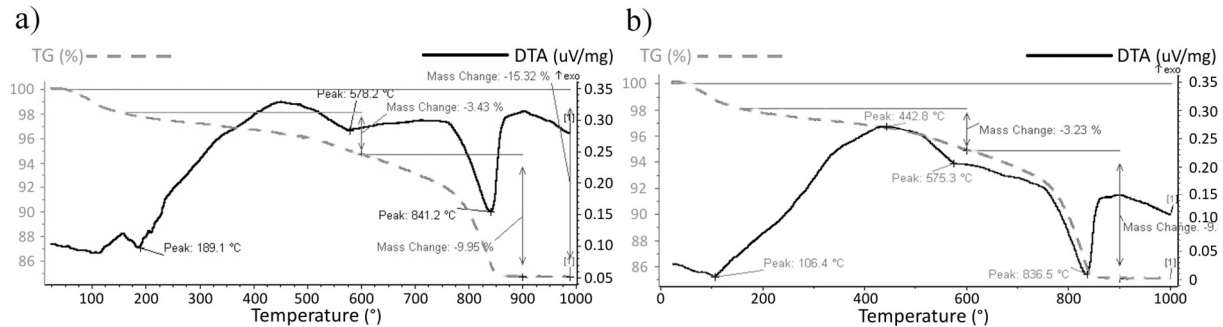 a)
TG (%)
DTA (uV/mg)
Mass Change: -15.32 %
↑exo
Peak: 578.2 °C
Mass Change: -3.43 %
[1]
Peak: 841.2 °C
Peak: 189.1 °C
Mass Change: -9.95 %
[1]
100
98
96
94
92
90
88
86
0.35
0.30
0.25
0.20
0.15
0.10
0.05
100 200 300 400 500 600 700 800 900 1000
Temperature (°)
b)
TG (%)
DTA (uV/mg)
↑exo
Peak: 442.8 °C
Mass Change: -3.23 %
Peak: 575.3 °C
[1]
Mass Change: -9.
Peak: 106.4 °C
Peak: 836.5 °C
[1]
100
98
96
94
92
90
88
86
0.35
0.30
0.25
0.20
0.15
0.10
0.05
0
0 200 400 600 800 1000
Temperature (°)